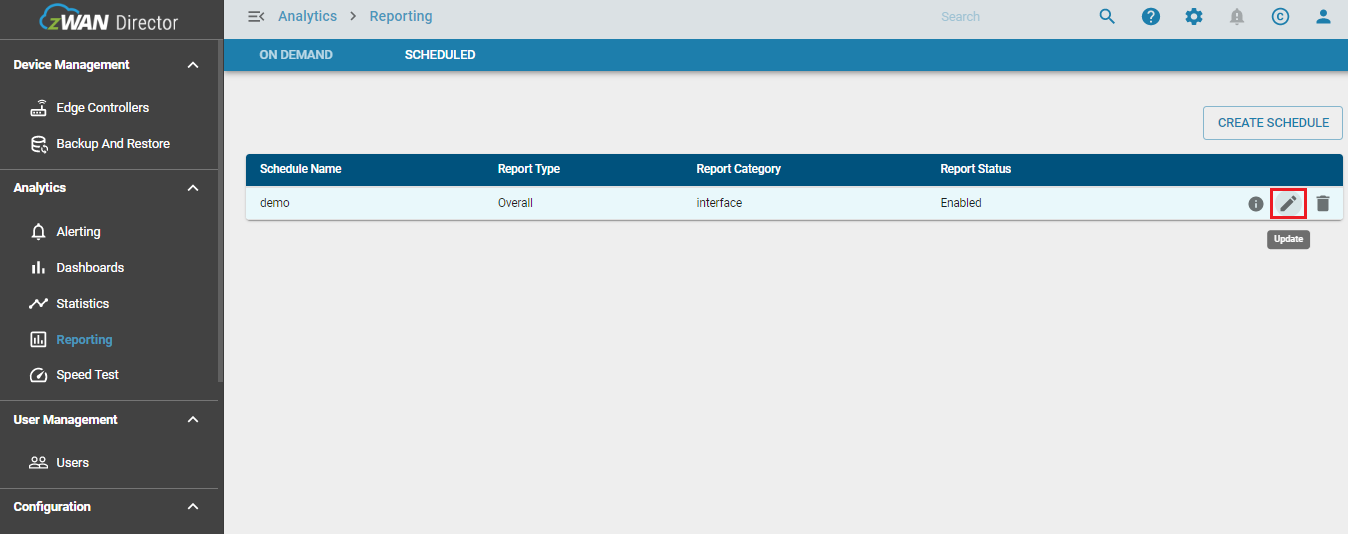 zWAN Director
Analytics > Reporting
Search
ON DEMAND SCHEDULED
Device Management
Edge Controllers
Backup And Restore
Analytics
Alerting
Dashboards
Statistics
Reporting
Speed Test
User Management
Users
Configuration
CREATE SCHEDULE
Schedule Name Report Type Report Category Report Status
demo Overall interface Enabled
Update